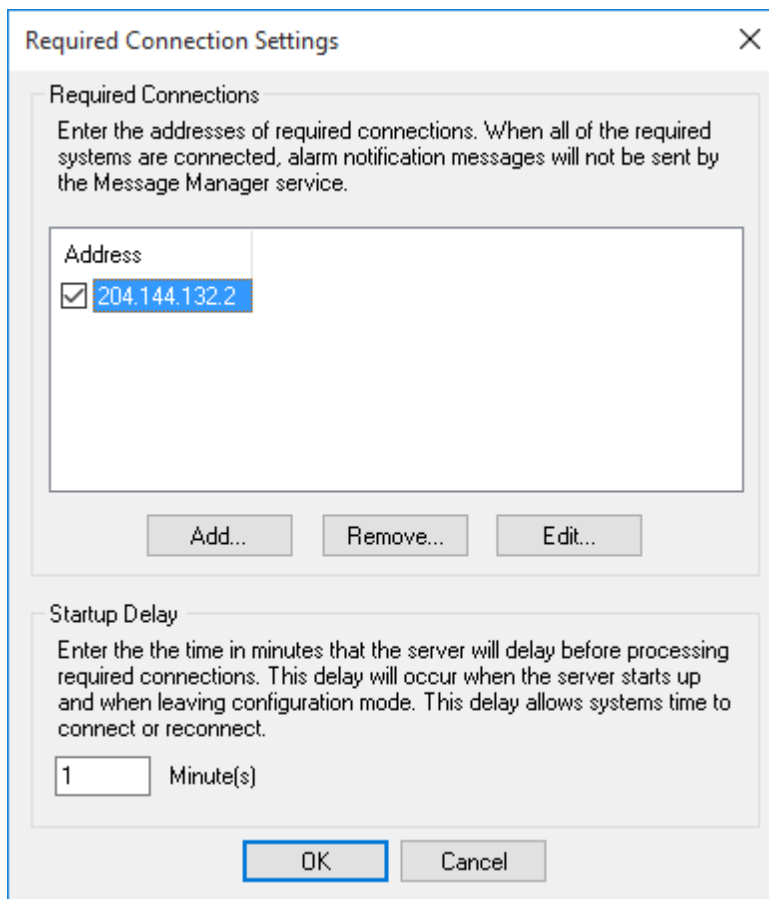 Required Connection Settings
Required Connections
Enter the addresses of required connections. When all of the required
systems are connected, alarm notification messages will not be sent by
the Message Manager service.
Address
204.144.132.2
Add...
Remove...
Edit...
Startup Delay
Enter the the time in minutes that the server will delay before processing
required connections. This delay will occur when the server starts up
and when leaving configuration mode. This delay allows systems time to
connect or reconnect.
1 Minute(s)
OK
Cancel